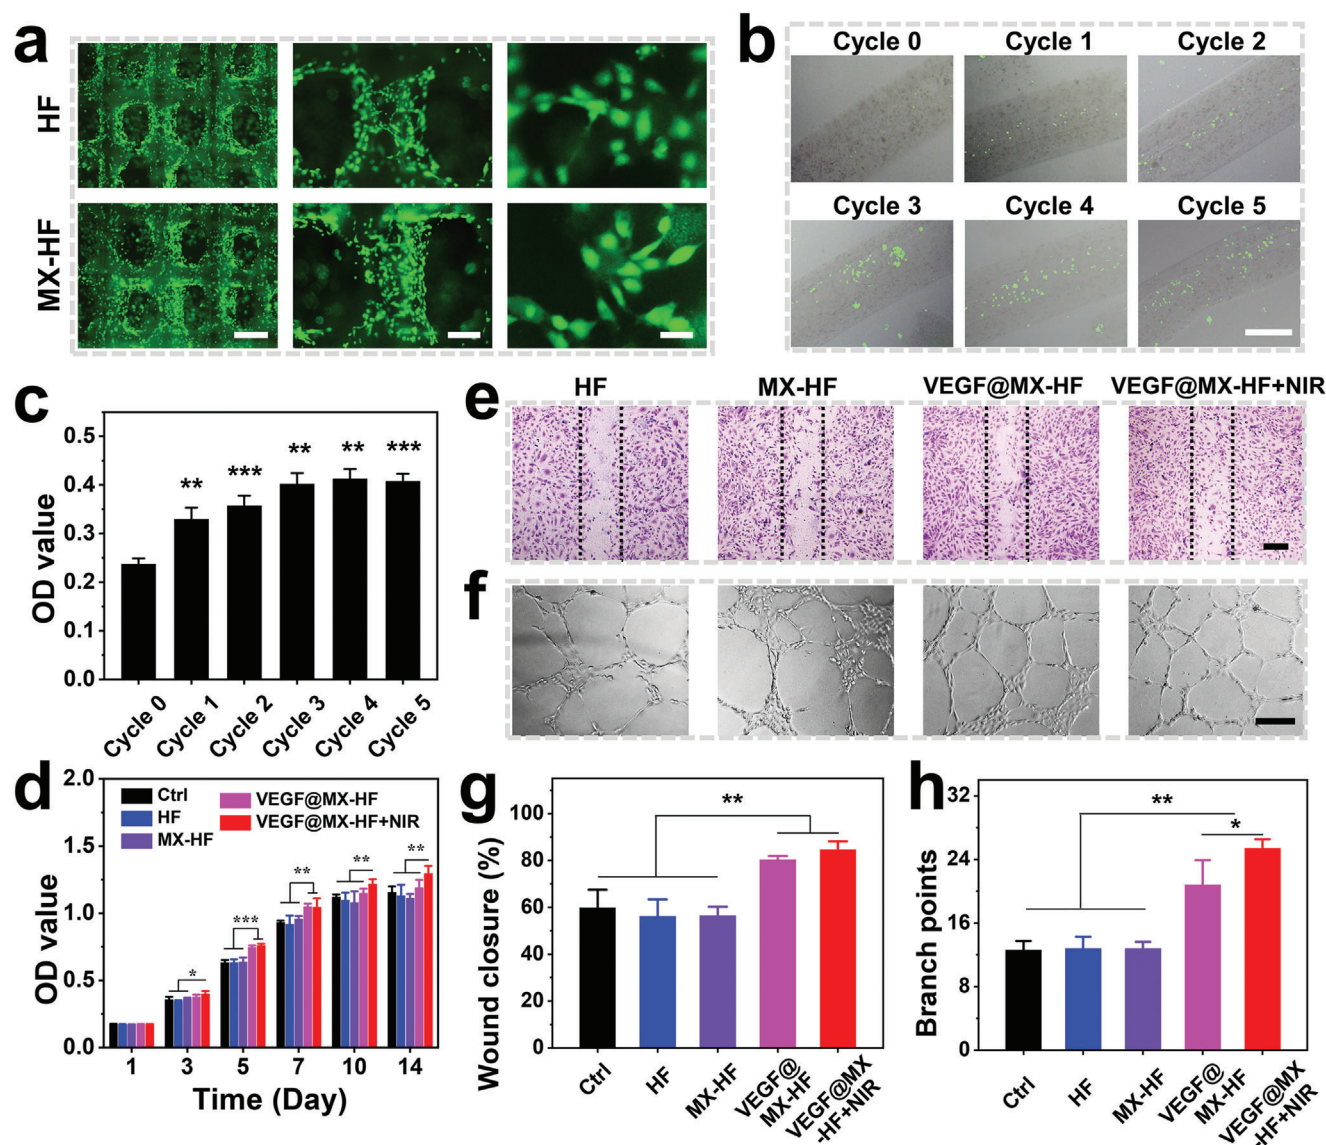 a
HF
MX-HF
b
Cycle 0
Cycle 1
Cycle 2
Cycle 3
Cycle 4
Cycle 5
c
OD value
0.5
0.4
0.3
0.2
0.1
0.0
**
***
**
**
***
Cycle 0
Cycle 1
Cycle 2
Cycle 3
Cycle 4
Cycle 5
e
HF
MX-HF
VEGF@MX-HF
VEGF@MX-HF+NIR
f
d
OD value
2.0
1.5
1.0
0.5
0.0
Ctrl
HF
MX-HF
VEGF@MX-HF
VEGF@MX-HF+NIR
*
***
**
**
**
1
3
5
7
10
14
Time (Day)
g
Wound closure (%)
100
80
60
40
20
0
**
Ctrl
HF
MX-HF
VEGF@
MX-HF
VEGF@MX
-HF+NIR
h
Branch points
32
24
16
8
0
**
*
Ctrl
HF
MX-HF
VEGF@
MX-HF
VEGF@MX
-HF+NIR